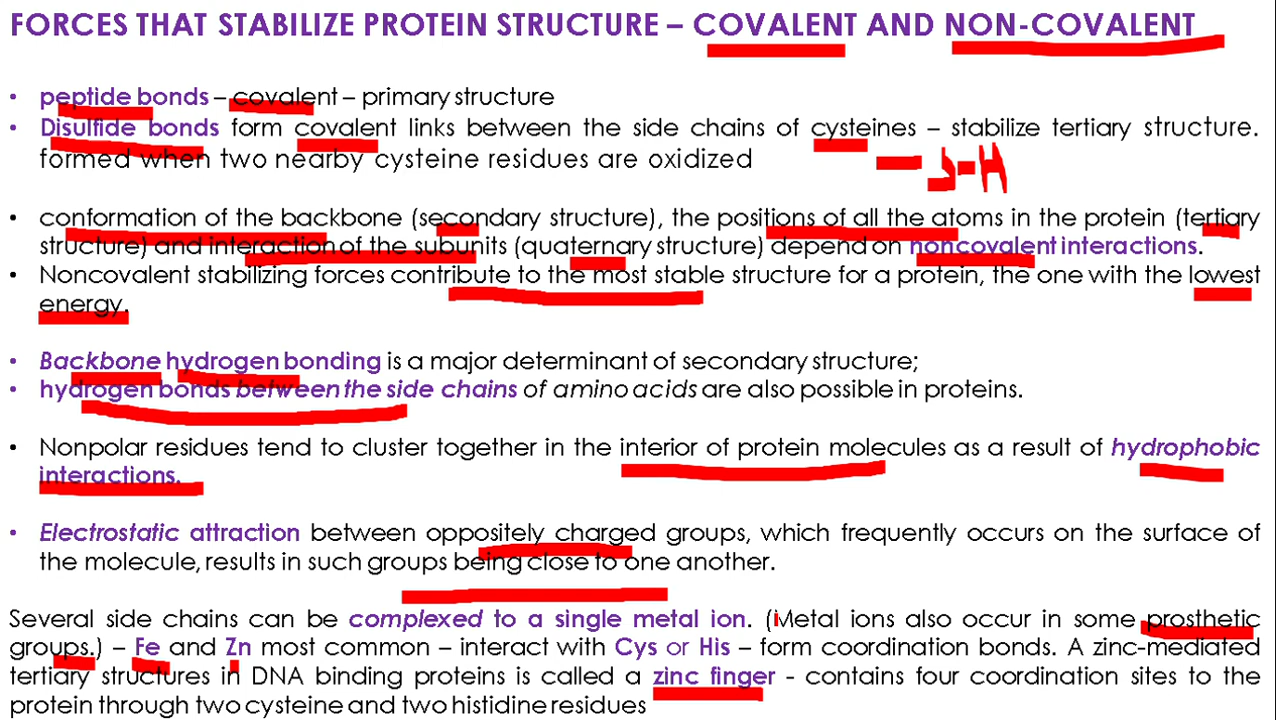 FORCES THAT STABILIZE PROTEIN STRUCTURE – COVALENT AND NON-COVALENT
• peptide bonds – covalent – primary structure
• Disulfide bonds form covalent links between the side chains of cysteines – stabilize tertiary structure.
formed when two nearby cysteine residues are oxidized
S-H
• conformation of the backbone (secondary structure), the positions of all the atoms in the protein (tertiary
structure) and interaction of the subunits (quaternary structure) depend on noncovalent interactions.
• Noncovalent stabilizing forces contribute to the most stable structure for a protein, the one with the lowest
energy.
• Backbone hydrogen bonding is a major determinant of secondary structure;
• hydrogen bonds between the side chains of amino acids are also possible in proteins.
• Nonpolar residues tend to cluster together in the interior of protein molecules as a result of hydrophobic
interactions.
• Electrostatic attraction between oppositely charged groups, which frequently occurs on the surface of
the molecule, results in such groups being close to one another.
Several side chains can be complexed to a single metal ion. (Metal ions also occur in some prosthetic
groups.) – Fe and Zn most common – interact with Cys or His – form coordination bonds. A zinc-mediated
tertiary structures in DNA binding proteins is called a zinc finger - contains four coordination sites to the
protein through two cysteine and two histidine residues